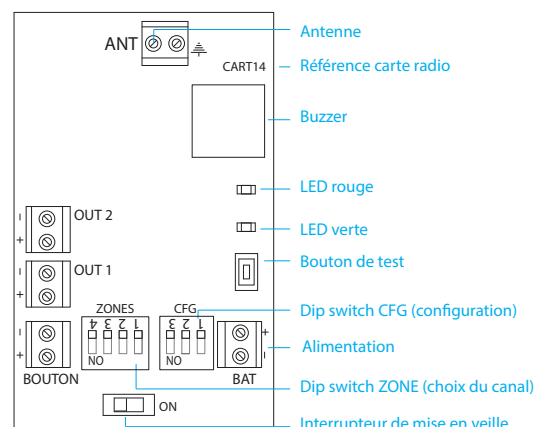 ANT
Antenne
CART14
Référence carte radio
Buzzer
LED rouge
- OUT 2
+
LED verte
Bouton de test
- OUT 1
+
ZONES
CFG
Dip switch CFG (configuration)
4 3 2 1
3 2 1
-
+
+
-
NO
NO
Alimentation
BOUTON
BAT
Dip switch ZONE (choix du canal)
ON
Interrupteur de mise en veille